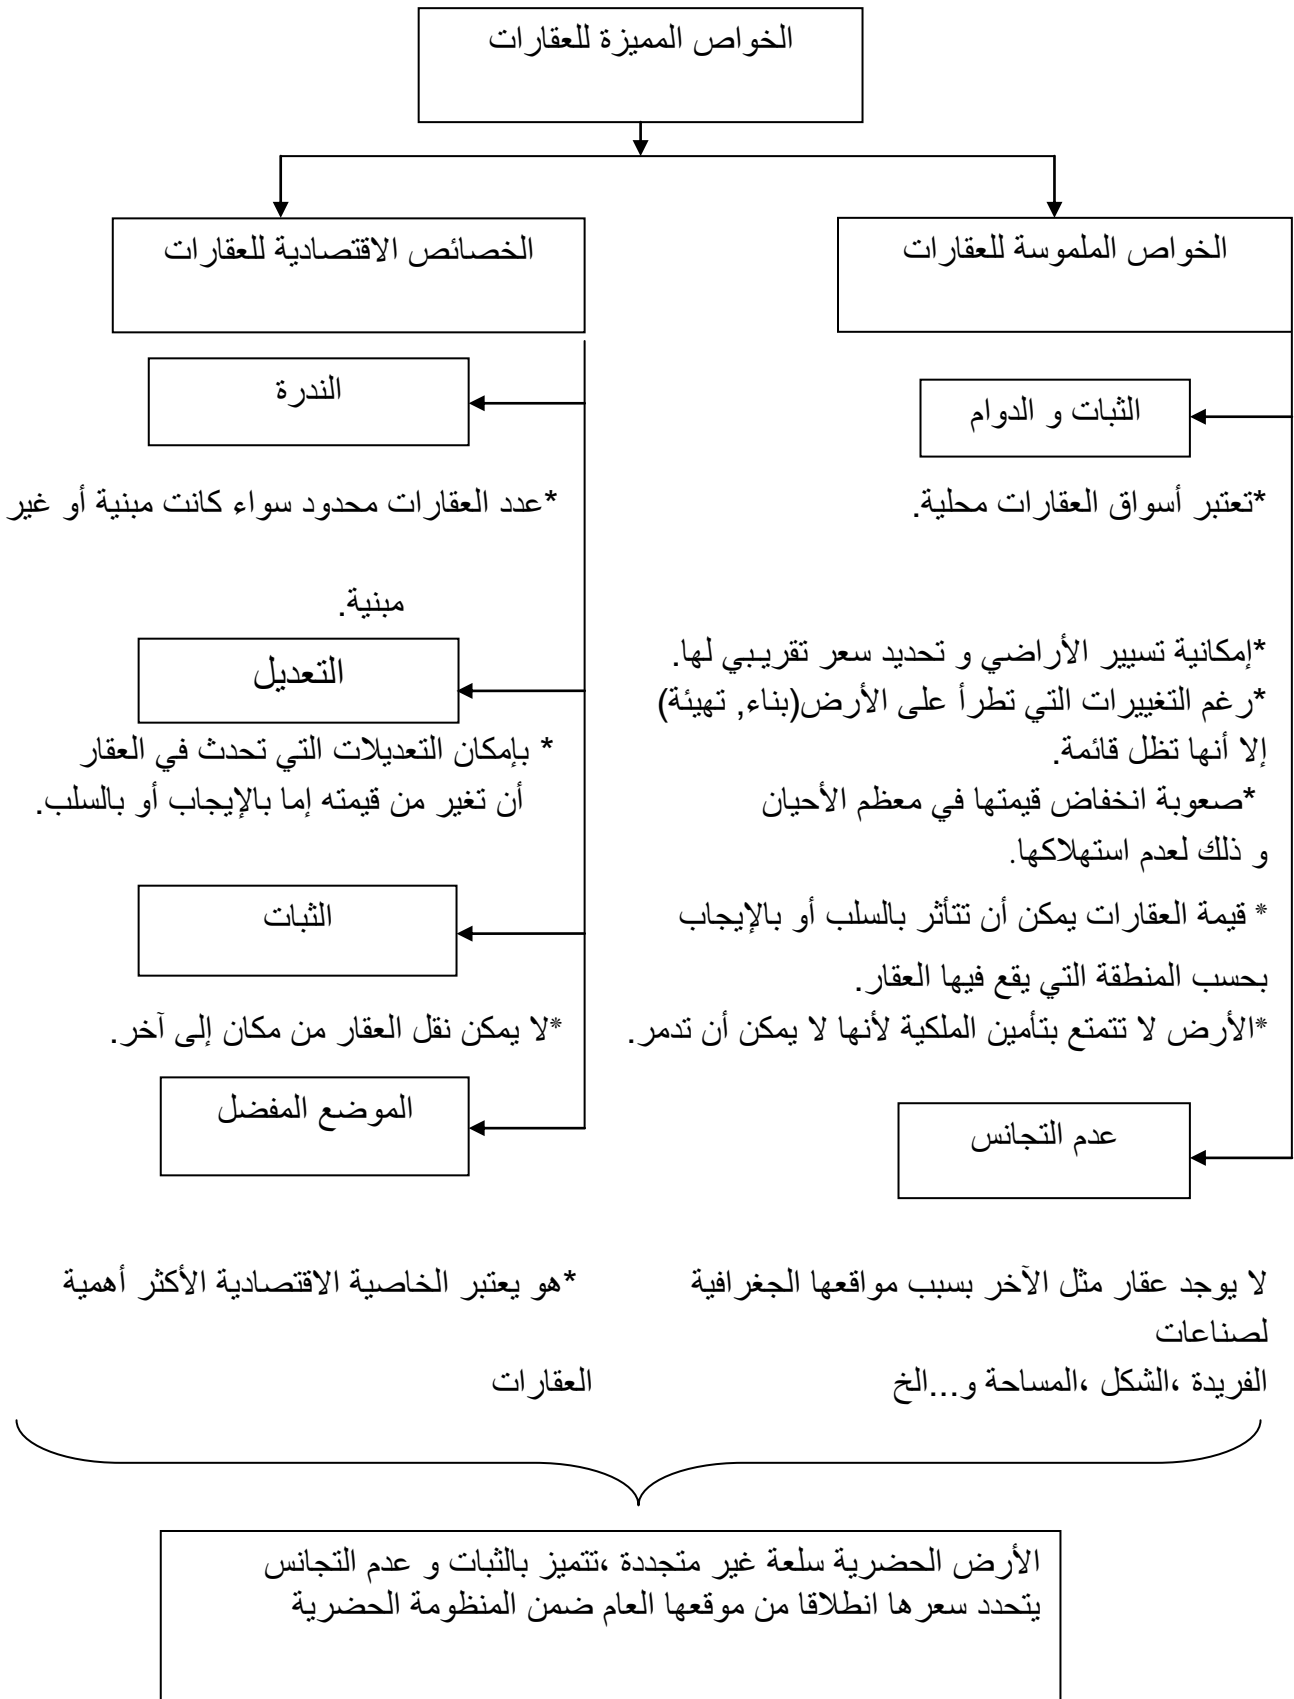 الخواص المميزة للعقارات
الخواص الملموسة للعقارات
الخصائص الاقتصادية للعقارات
الثبات و الدوام
الندرة
*تعتبر أسواق العقارات محلية.
*عدد العقارات محدود سواء كانت مبنية أو غير
مبنية.
*إمكانية تسيير الأراضي و تحديد سعر تقريبي لها.
التعديل
*رغم التغييرات التي تطرأ على الأرض(بناء, تهيئة)
إلا أنها تظل قائمة.
* بإمكان التعديلات التي تحدث في العقار
*صعوبة انخفاض قيمتها في معظم الأحيان
أن تغير من قيمته إما بالإيجاب أو بالسلب.
و ذلك لعدم استهلاكها.
* قيمة العقارات يمكن أن تتأثر بالسلب أو بالإيجاب
الثبات
بحسب المنطقة التي يقع فيها العقار.
*الأرض لا تتمتع بتأمين الملكية لأنها لا يمكن أن تدمر.
*لا يمكن نقل العقار من مكان إلى آخر.
عدم التجانس
الموضع المفضل
لا يوجد عقار مثل الآخر بسبب مواقعها الجغرافية
*هو يعتبر الخاصية الاقتصادية الأكثر أهمية
لصناعات
الفريدة ،الشكل ،المساحة و...الخ
العقارات
الأرض الحضرية سلعة غير متجددة ،تتميز بالثبات و عدم التجانس
يتحدد سعرها انطلاقا من موقعها العام ضمن المنظومة الحضرية